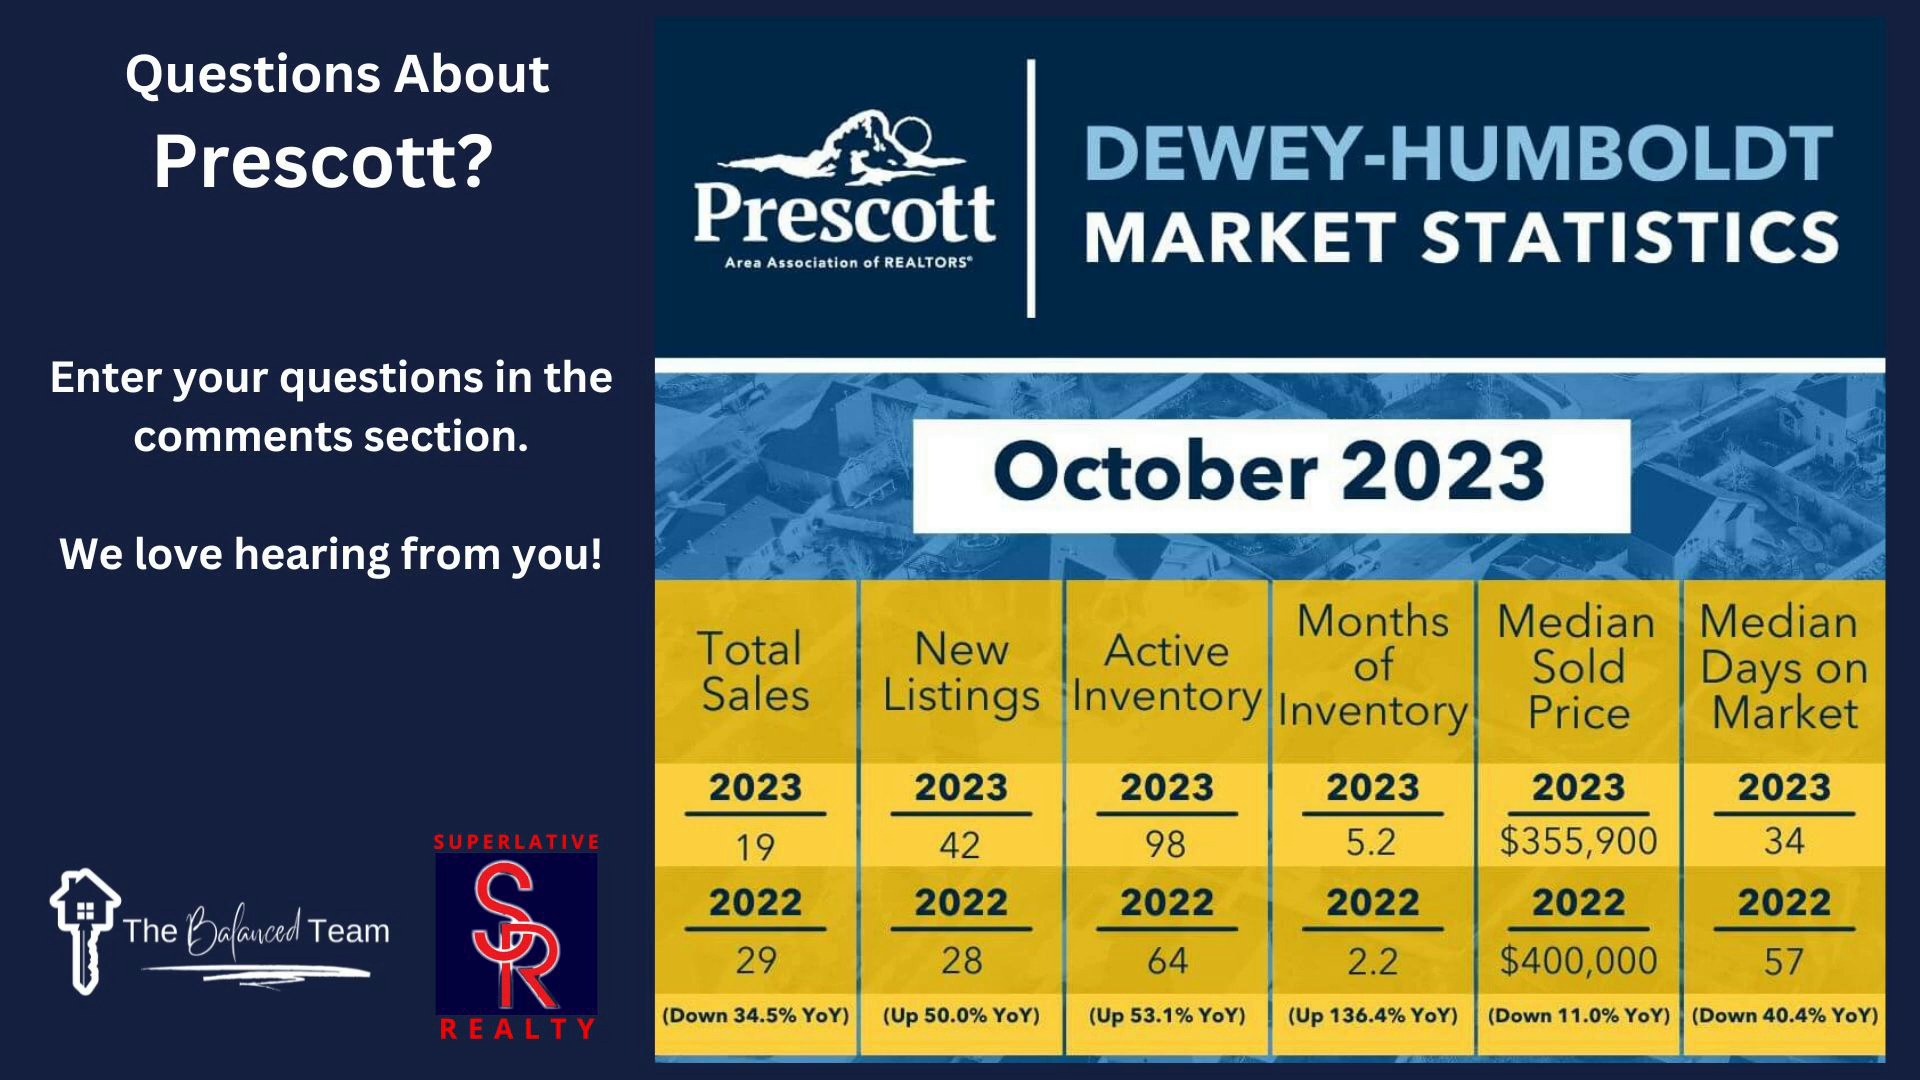 Questions About
Prescott?
Enter your questions in the
comments section.
We love hearing from you!
The Balanced Team
SUPERLATIVE
SR
REALTY
Prescott
Area Association of REALTORS®
DEWEY-HUMBOLDT
MARKET STATISTICS
October 2023
Total
Sales
2023
19
2022
29
(Down 34.5% YoY)
New
Listings
2023
42
2022
28
(Up 50.0% YoY)
Active
Inventory
2023
98
2022
64
(Up 53.1% YoY)
Months
of
Inventory
2023
5.2
2022
2.2
(Up 136.4% YoY)
Median
Sold
Price
2023
$355,900
2022
$400,000
(Down 11.0% YoY)
Median
Days on
Market
2023
34
2022
57
(Down 40.4% YoY)